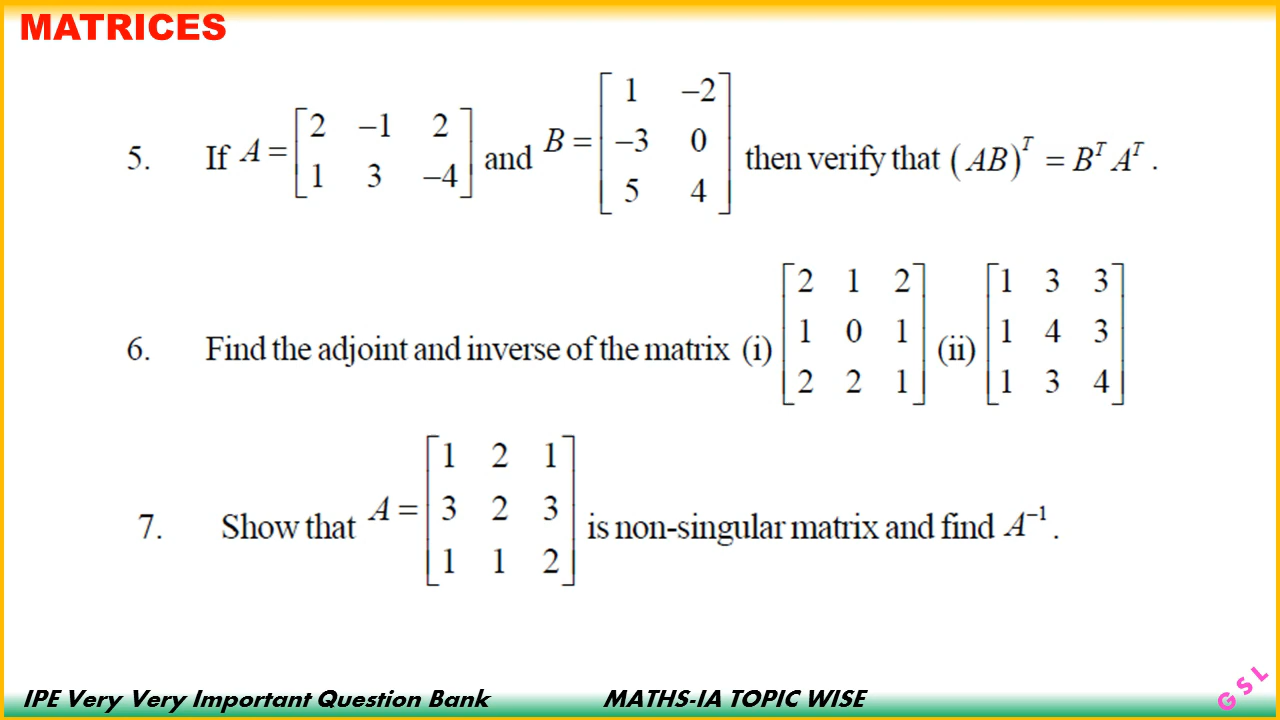 MATRICES
5. If A = [2 −1 2; 1 3 −4] and B = [1 −2; −3 0; 5 4] then verify that (AB)^T = B^T A^T .
6. Find the adjoint and inverse of the matrix (i) [2 1 2; 1 0 1; 2 2 1] (ii) [1 3 3; 1 4 3; 1 3 4]
7. Show that A = [1 2 1; 3 2 3; 1 1 2] is non-singular matrix and find A^−1 .
IPE Very Very Important Question Bank MATHS-IA TOPIC WISE
GSL